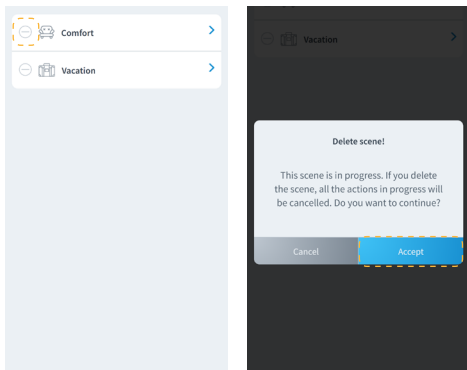 Comfort
Vacation
Vacation
Delete scene!
This scene is in progress. If you delete
the scene, all the actions in progress will
be cancelled. Do you want to continue?
Cancel
Accept